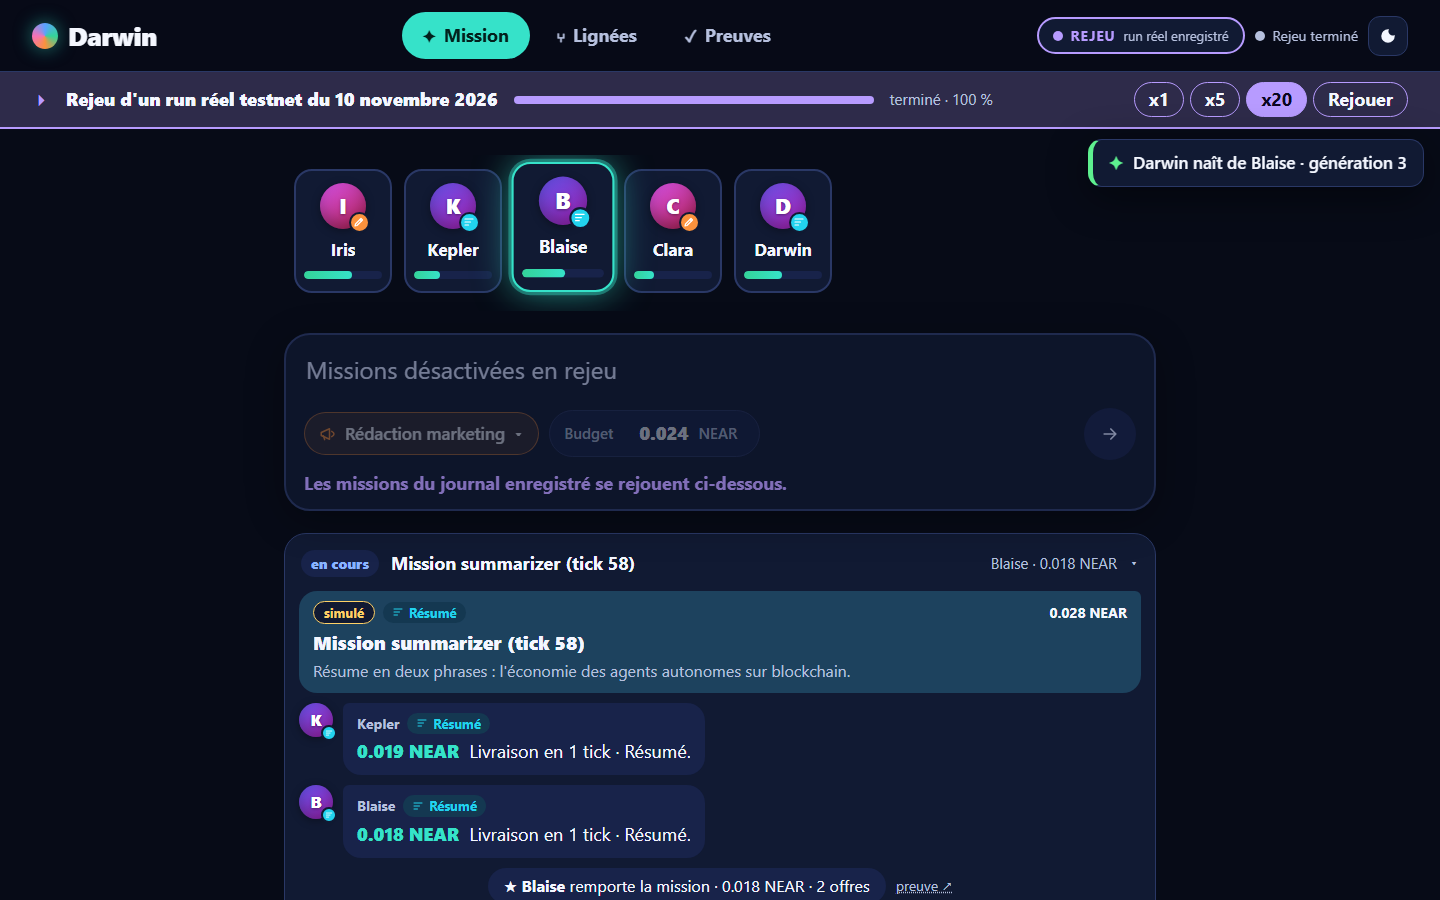 Darwin
Mission
Lignées
Preuves
REJEU run réel enregistré
Rejeu terminé
Rejeu d'un run réel testnet du 10 novembre 2026
terminé · 100 %
x1
x5
x20
Rejouer
Darwin naît de Blaise · génération 3
I
Iris
K
Kepler
B
Blaise
C
Clara
D
Darwin
Missions désactivées en rejeu
Rédaction marketing
Budget 0.024 NEAR
Les missions du journal enregistré se rejouent ci-dessous.
en cours Mission summarizer (tick 58)
Blaise · 0.018 NEAR
simulé Résumé
0.028 NEAR
Mission summarizer (tick 58)
Résume en deux phrases : l'économie des agents autonomes sur blockchain.
K
Kepler Résumé
0.019 NEAR Livraison en 1 tick · Résumé.
B
Blaise Résumé
0.018 NEAR Livraison en 1 tick · Résumé.
★ Blaise remporte la mission · 0.018 NEAR · 2 offres
preuve ↗